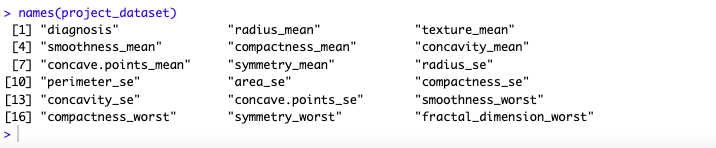 > names(project_dataset)
 [1] "diagnosis"               "radius_mean"             "texture_mean"
 [4] "smoothness_mean"         "compactness_mean"        "concavity_mean"
 [7] "concave.points_mean"     "symmetry_mean"           "radius_se"
[10] "perimeter_se"            "area_se"                 "compactness_se"
[13] "concavity_se"            "concave.points_se"       "smoothness_worst"
[16] "compactness_worst"       "symmetry_worst"          "fractal_dimension_worst"
>